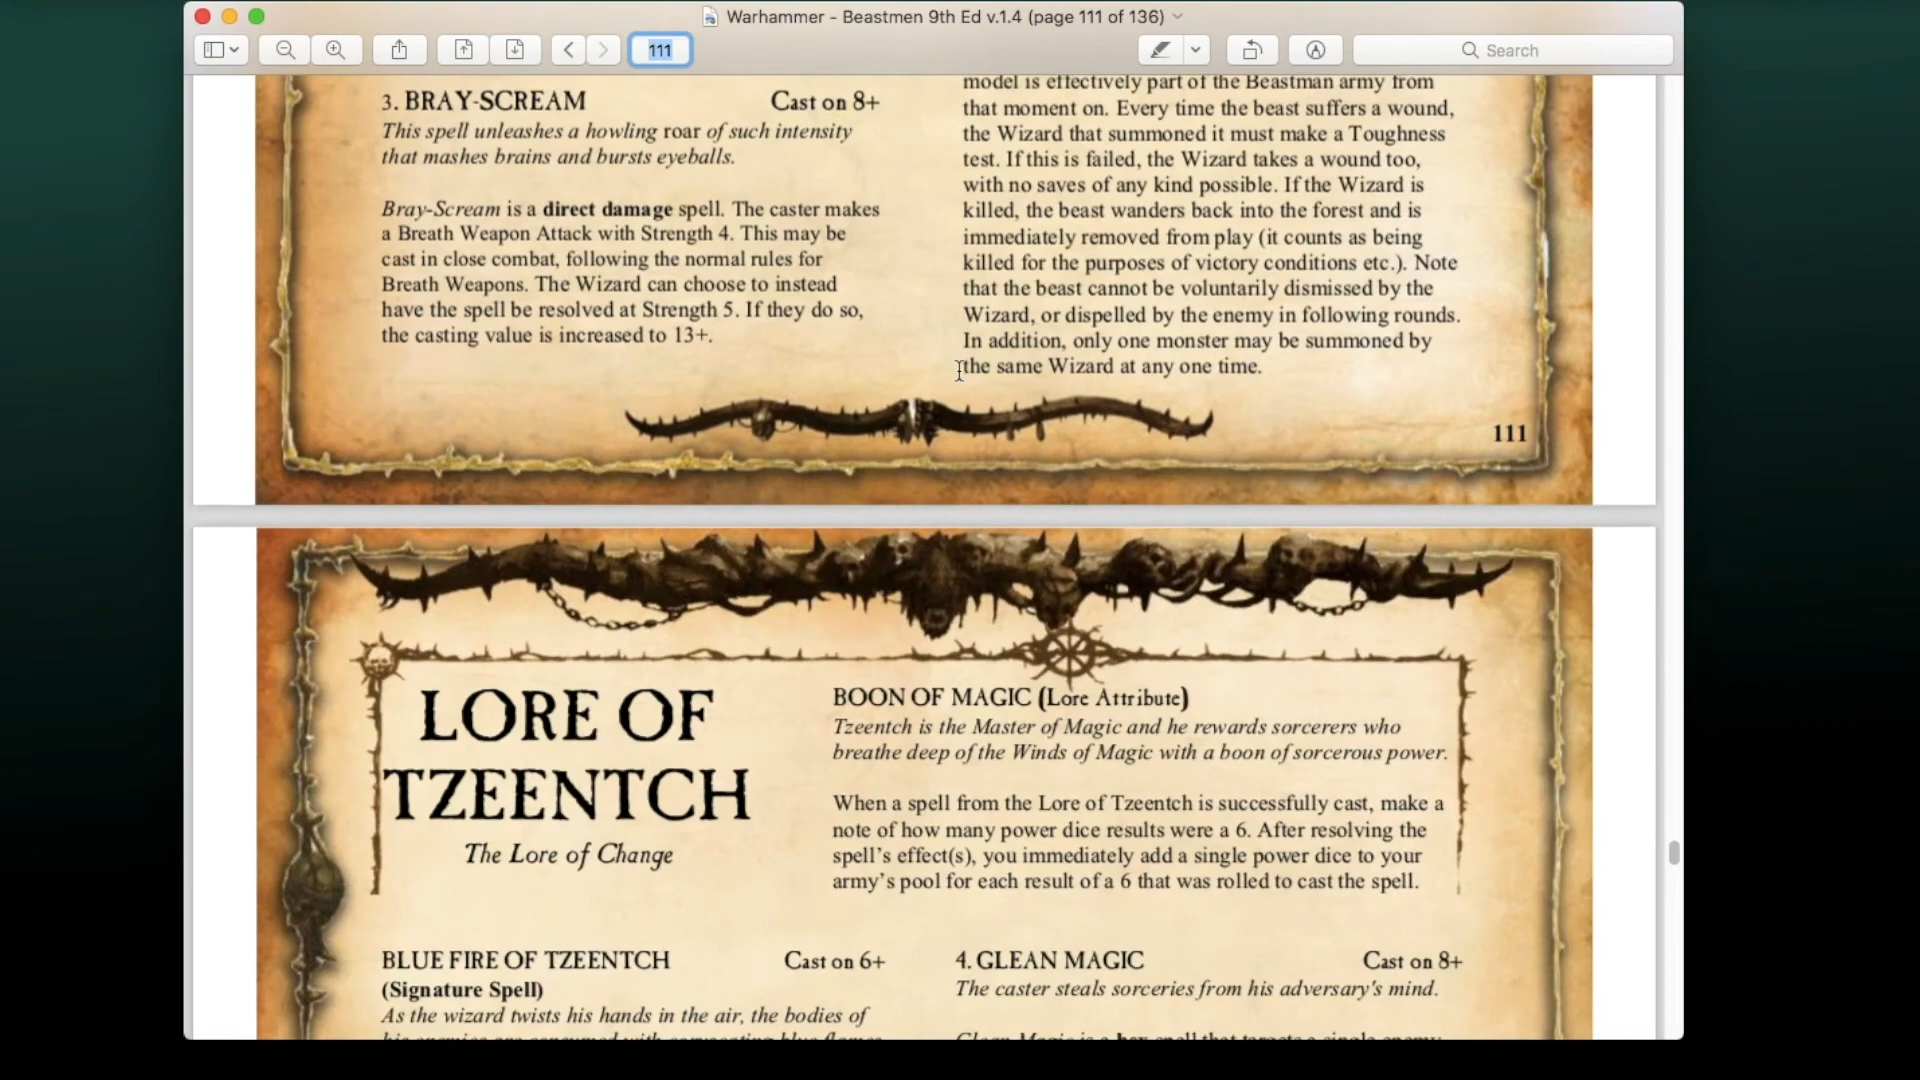 Warhammer - Beastmen 9th Ed v.1.4 (page 111 of 136)
111
Search
3. BRAY-SCREAM Cast on 8+
This spell unleashes a howling roar of such intensity
that mashes brains and bursts eyeballs.
Bray-Scream is a direct damage spell. The caster makes
a Breath Weapon Attack with Strength 4. This may be
cast in close combat, following the normal rules for
Breath Weapons. The Wizard can choose to instead
have the spell be resolved at Strength 5. If they do so,
the casting value is increased to 13+.
model is effectively part of the Beastman army from
that moment on. Every time the beast suffers a wound,
the Wizard that summoned it must make a Toughness
test. If this is failed, the Wizard takes a wound too,
with no saves of any kind possible. If the Wizard is
killed, the beast wanders back into the forest and is
immediately removed from play (it counts as being
killed for the purposes of victory conditions etc.). Note
that the beast cannot be voluntarily dismissed by the
Wizard, or dispelled by the enemy in following rounds.
In addition, only one monster may be summoned by
the same Wizard at any one time.
111
LORE OF
TZEENTCH
The Lore of Change
BOON OF MAGIC (Lore Attribute)
Tzeentch is the Master of Magic and he rewards sorcerers who
breathe deep of the Winds of Magic with a boon of sorcerous power.
When a spell from the Lore of Tzeentch is successfully cast, make a
note of how many power dice results were a 6. After resolving the
spell's effect(s), you immediately add a single power dice to your
army's pool for each result of a 6 that was rolled to cast the spell.
BLUE FIRE OF TZEENTCH Cast on 6+
(Signature Spell)
As the wizard twists his hands in the air, the bodies of
his enemies are consumed with
4. GLEAN MAGIC Cast on 8+
The caster steals sorceries from his adversary's mind.
Glean Magic is a hex spell that targets a single enemy